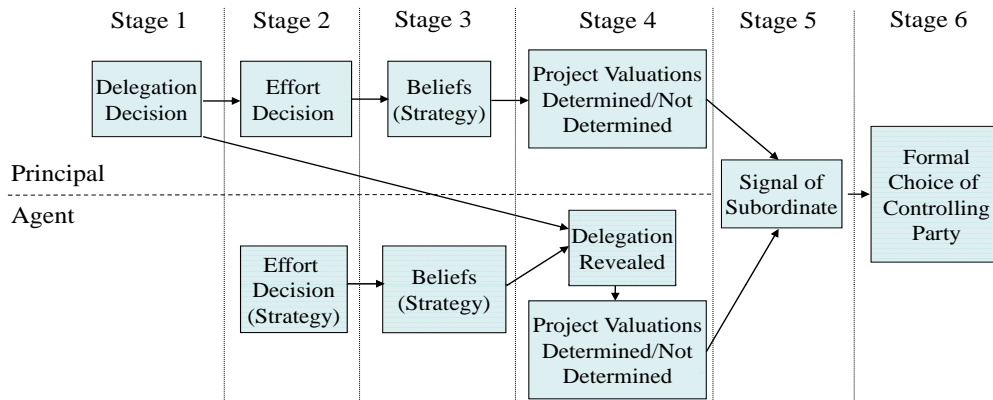 Stage 1
Stage 2
Stage 3
Stage 4
Stage 5
Stage 6
Delegation
Decision
Effort
Decision
Beliefs
(Strategy)
Project Valuations
Determined/Not
Determined
Principal
Agent
Signal of
Subordinate
Formal
Choice of
Controlling
Party
Delegation
Revealed
Effort
Decision
(Strategy)
Beliefs
(Strategy)
Project Valuations
Determined/Not
Determined